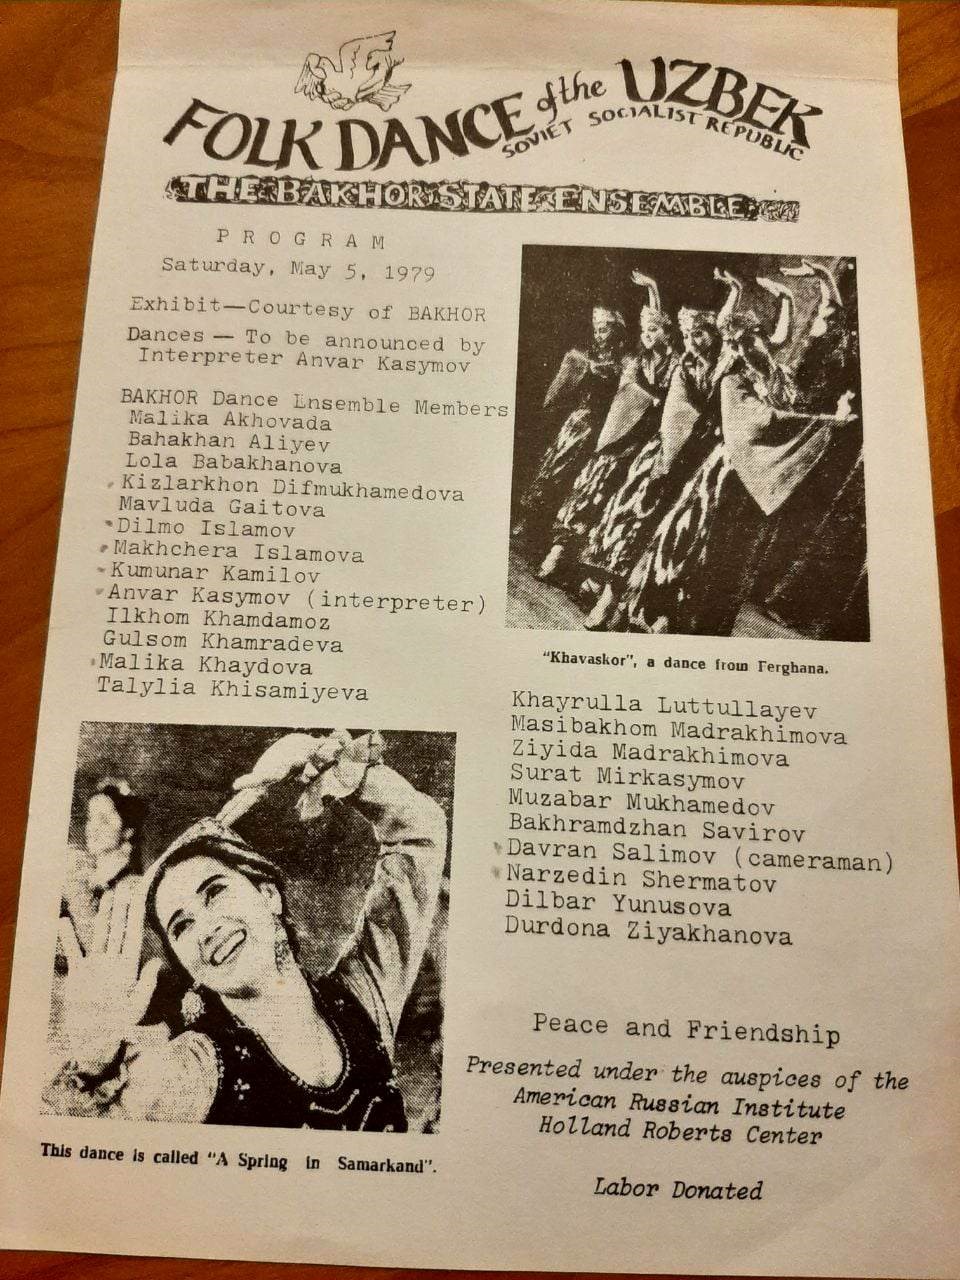 FOLK DANCE of the UZBEK
SOVIET SOCIALIST REPUBLIC
THE BAKHOR STATE ENSEMBLE
PROGRAM
Saturday, May 5, 1979
Exhibit—Courtesy of BAKHOR
Dances — To be announced by
Interpreter Anvar Kasymov
BAKHOR Dance Ensemble Members
Malika Akhovada
Bahakhan Aliyev
Lola Babakhanova
Kizlarkhon Difmukhamedova
Mavluda Gaitova
Dilmo Islamov
Makhchera Islamova
Kumunar Kamilov
Anvar Kasymov (interpreter)
Ilkhom Khamdamoz
Gulsom Khamradeva
Malika Khaydova
Talylia Khisamiyeva
This dance is called "A Spring in Samarkand".
"Khavaskor", a dance from Ferghana.
Khayrulla Luttullayev
Masibakhom Madrakhimova
Ziyida Madrakhimova
Surat Mirkasymov
Muzabar Mukhamedov
Bakhramdzhan Savirov
Davran Salimov (cameraman)
Narzedin Shermatov
Dilbar Yunusova
Durdona Ziyakhanova
Peace and Friendship
Presented under the auspices of the
American Russian Institute
Holland Roberts Center
Labor Donated